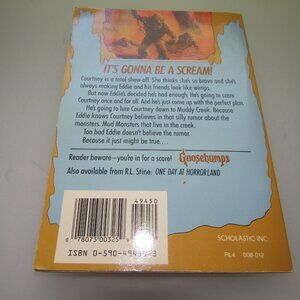 IT'S GONNA BE A SCREAM!
Courtney is a total show-off. She thinks she's so brave and she's
always making Eddie and his friends look like wimps.
But now Eddie's decided he's had enough. He's going to scare
Courtney once and for all. And he's just come up with the perfect plan.
He's going to lure Courtney down to Muddy Creek. because
Eddie knows Courtney believes in that silly rumor about the
monsters. Mud Monsters that live in the creek.
Too bad Eddie doesn't believe the rumor.
Because it just might be true....
Reader beware—you're in for a scare!
Goosebumps
Also available from R.L. Stine: ONE DAY AT HORRORLAND
49450
78073 00325
ISBN 0-590-49450-3
SCHOLASTIC INC.
RL4 008-012